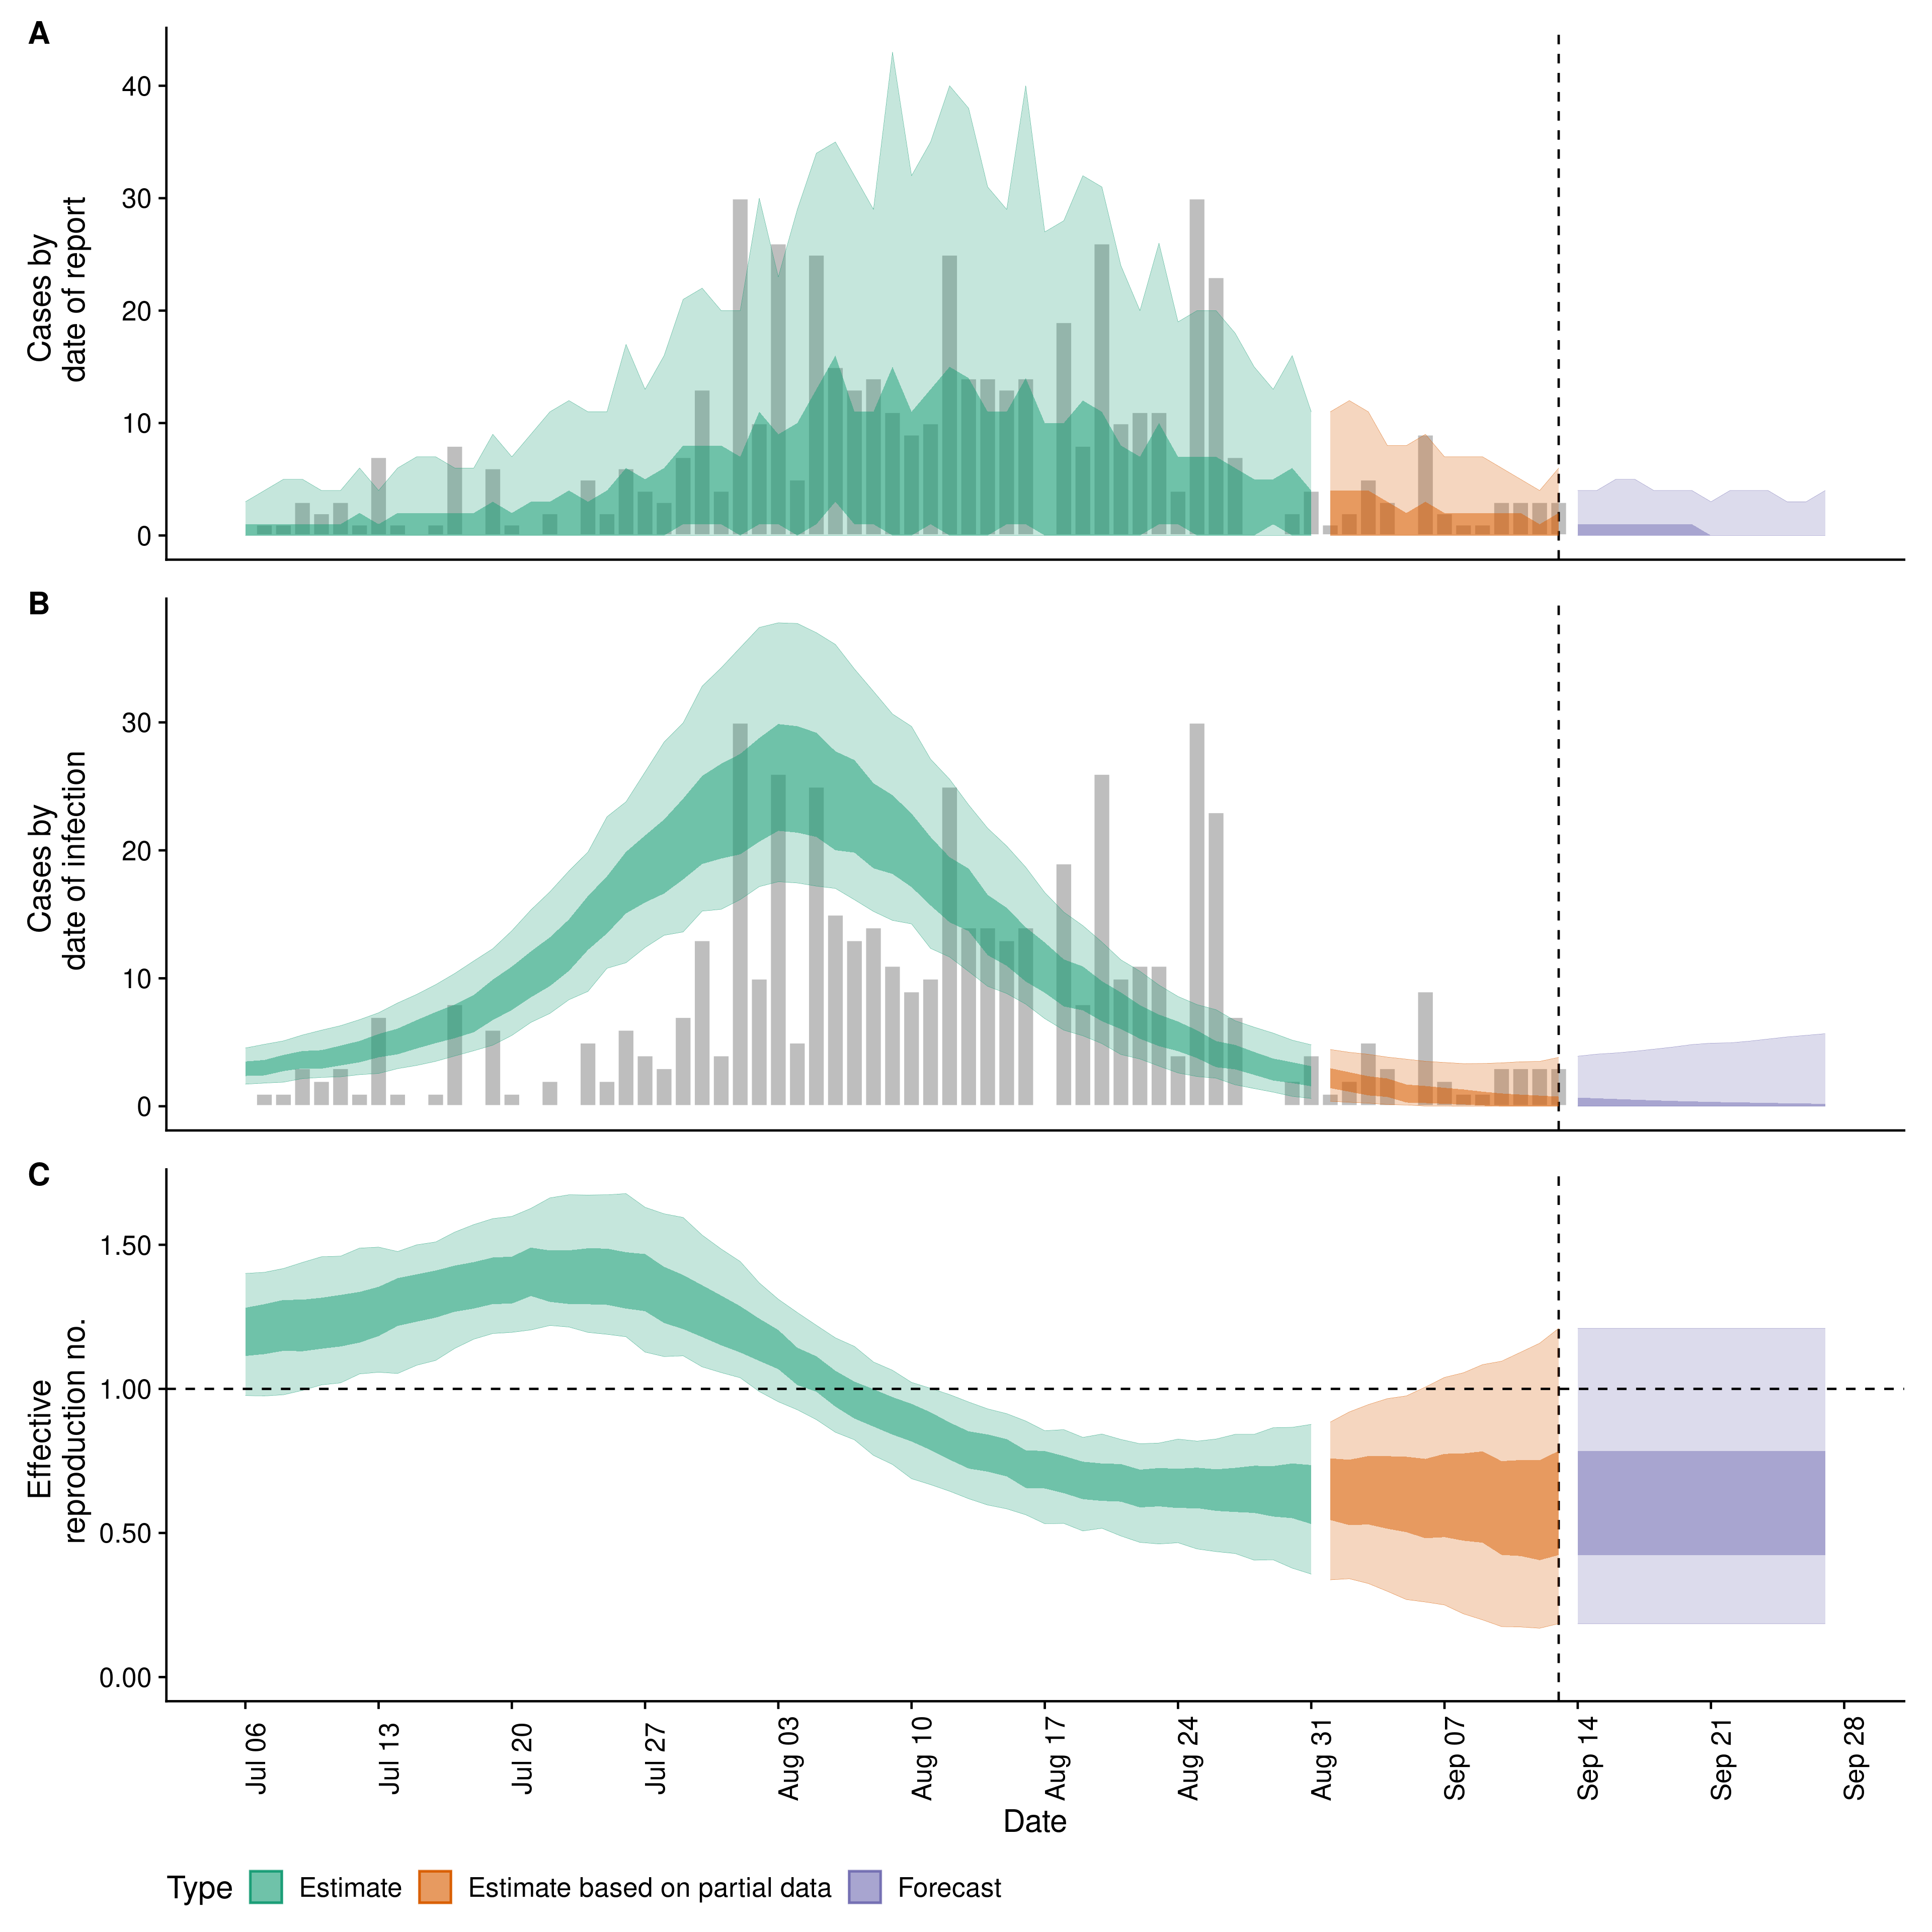 A
40
30
20
10
0
Cases by
date of report
B
30
20
10
0
Cases by
date of infection
C
1.50
1.00
0.50
0.00
Effective
reproduction no.
Jul 06
Jul 13
Jul 20
Jul 27
Aug 03
Aug 10
Aug 17
Aug 24
Aug 31
Sep 07
Sep 14
Sep 21
Sep 28
Date
Type
Estimate
Estimate based on partial data
Forecast